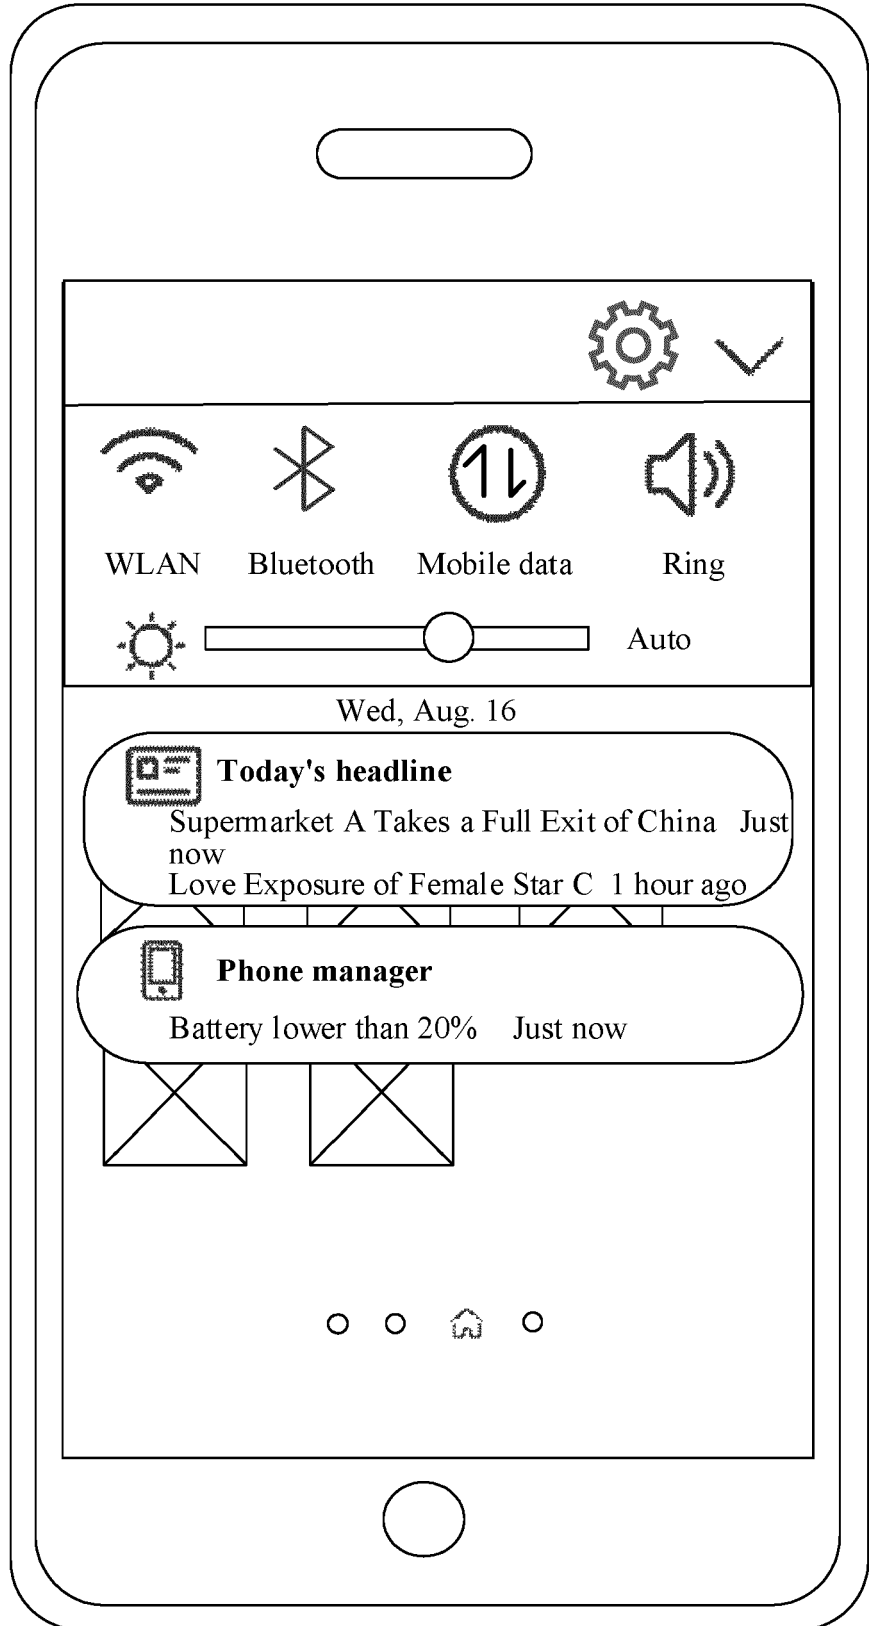 WLAN Bluetooth Mobile data Ring
Auto
Wed, Aug. 16
Today's headline
Supermarket A Takes a Full Exit of China Just
now
Love Exposure of Female Star C 1 hour ago
Phone manager
Battery lower than 20% Just now